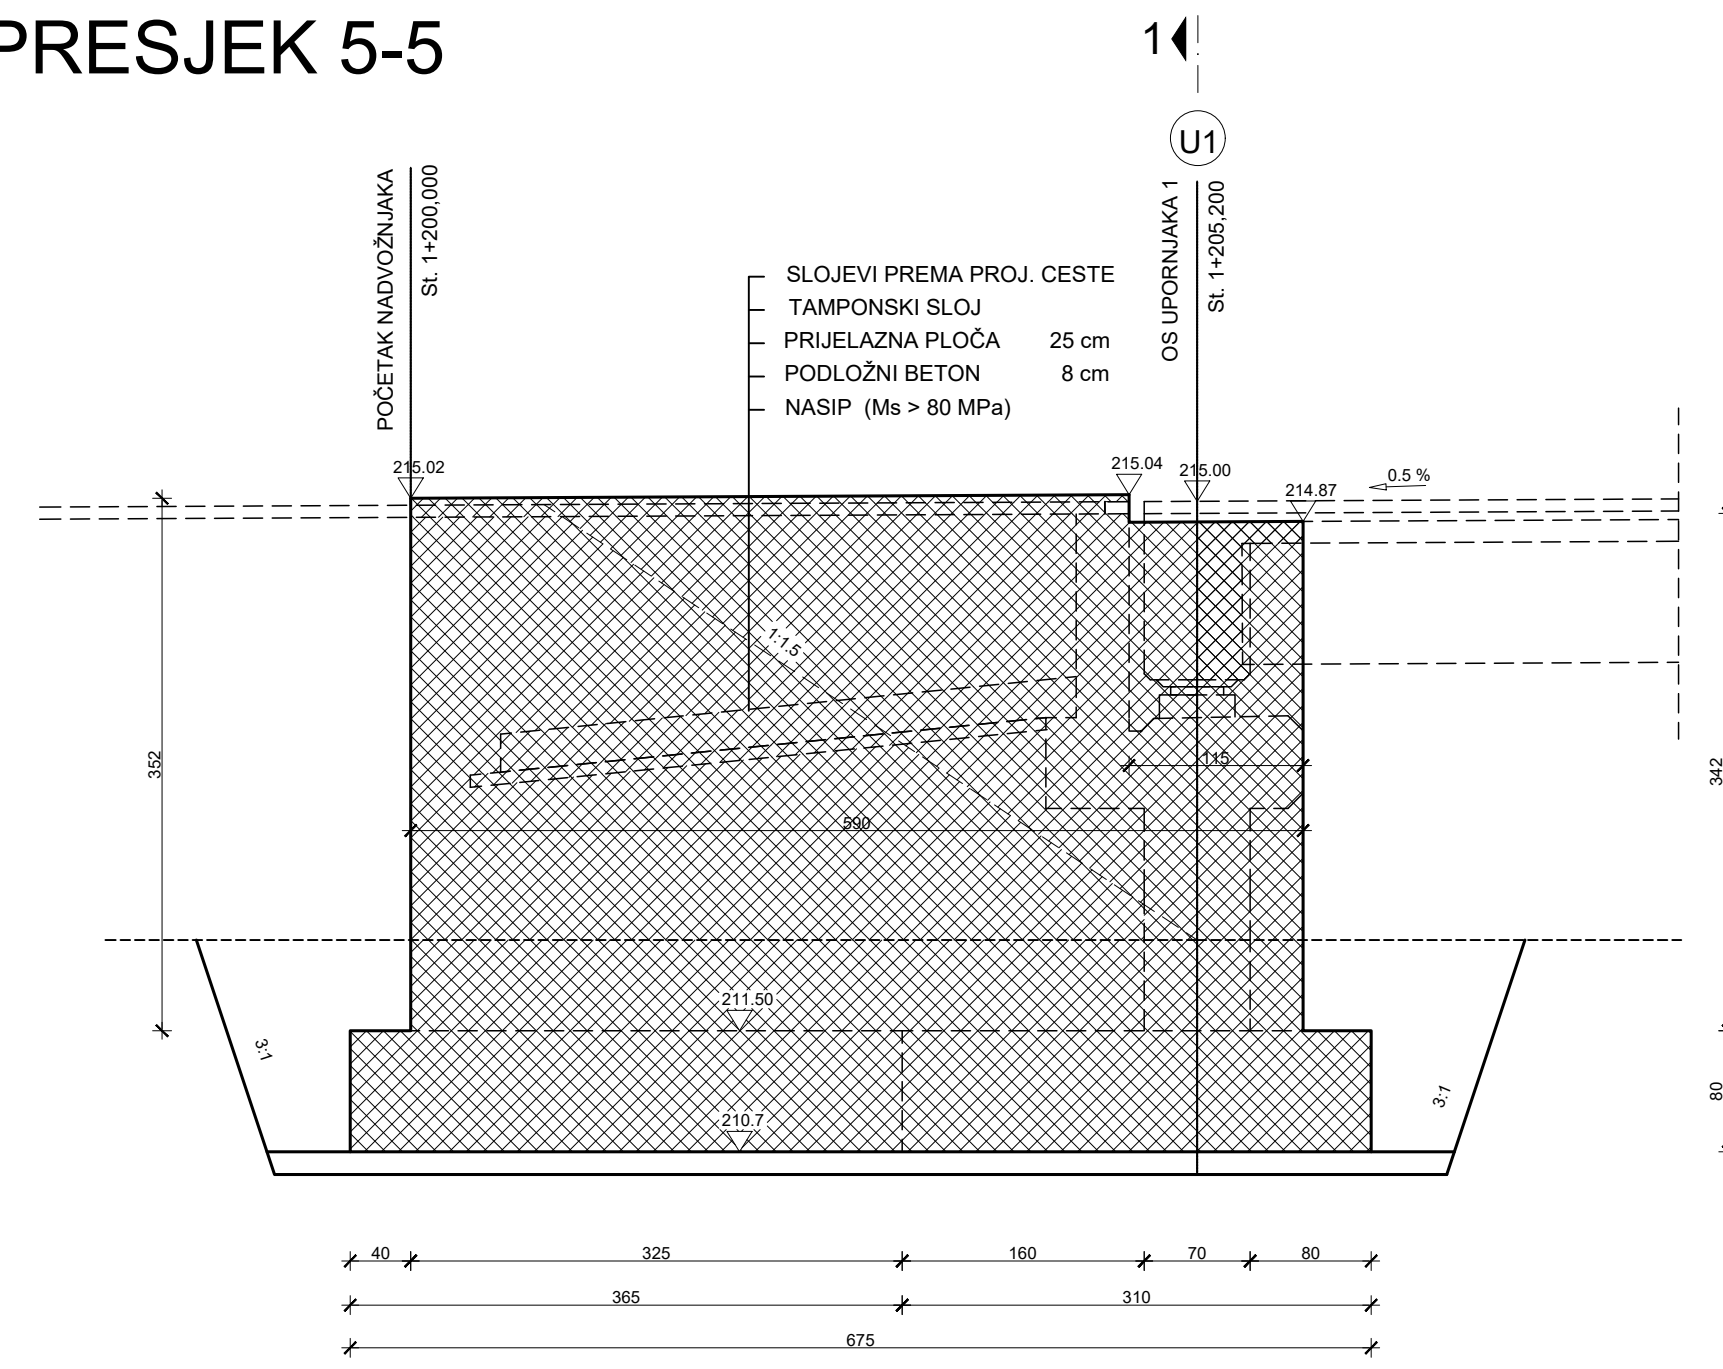 PRESJEK 5-5
1
U1
POČETAK NADVOŽNJAKA
St. 1+200,000
OS UPORNJAKA 1
St. 1+205,200
SLOJEVI PREMA PROJ. CESTE
TAMPONSKI SLOJ
PRIJELAZNA PLOČA 25 cm
PODLOŽNI BETON 8 cm
NASIP (Ms > 80 MPa)
215.02
215.04
215.00
214.87
0.5 %
1:1.5
352
115
342
590
211.50
3:1
3:1
80
210.7
40
325
160
70
80
365
310
675